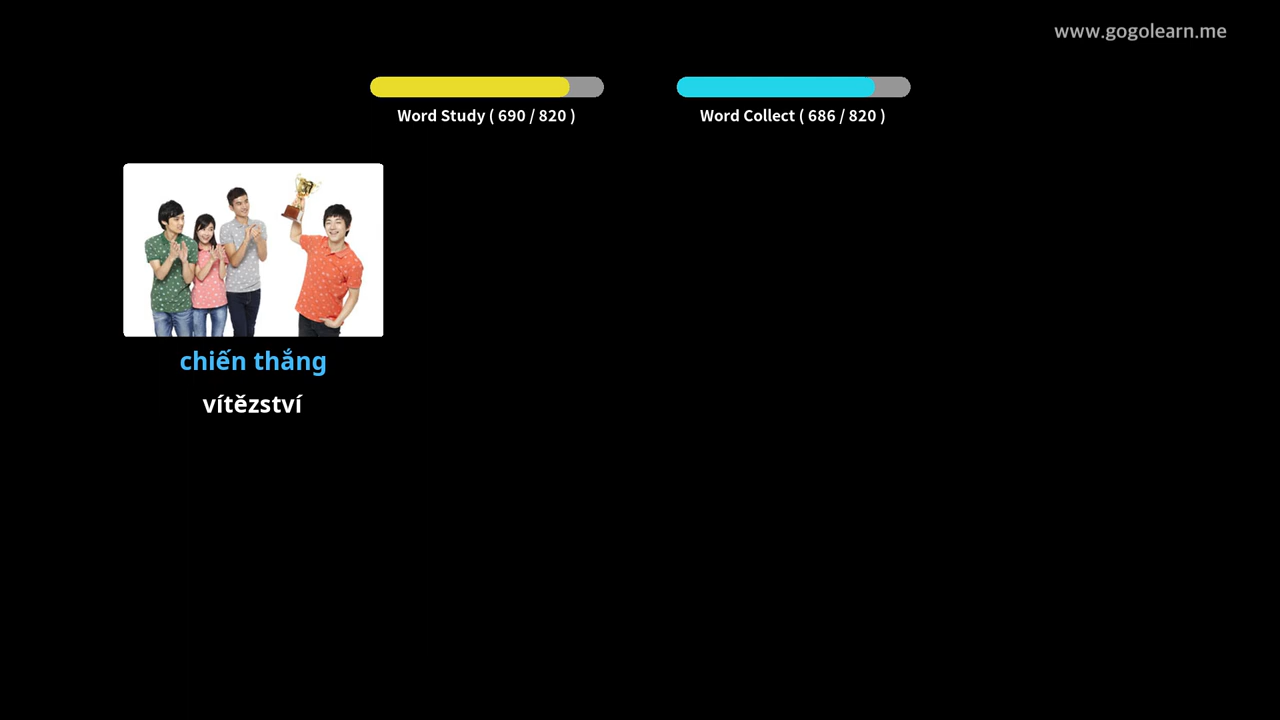 www.gogolearn.me
Word Study ( 690 / 820 )
Word Collect ( 686 / 820 )
chiến thắng
vítězství